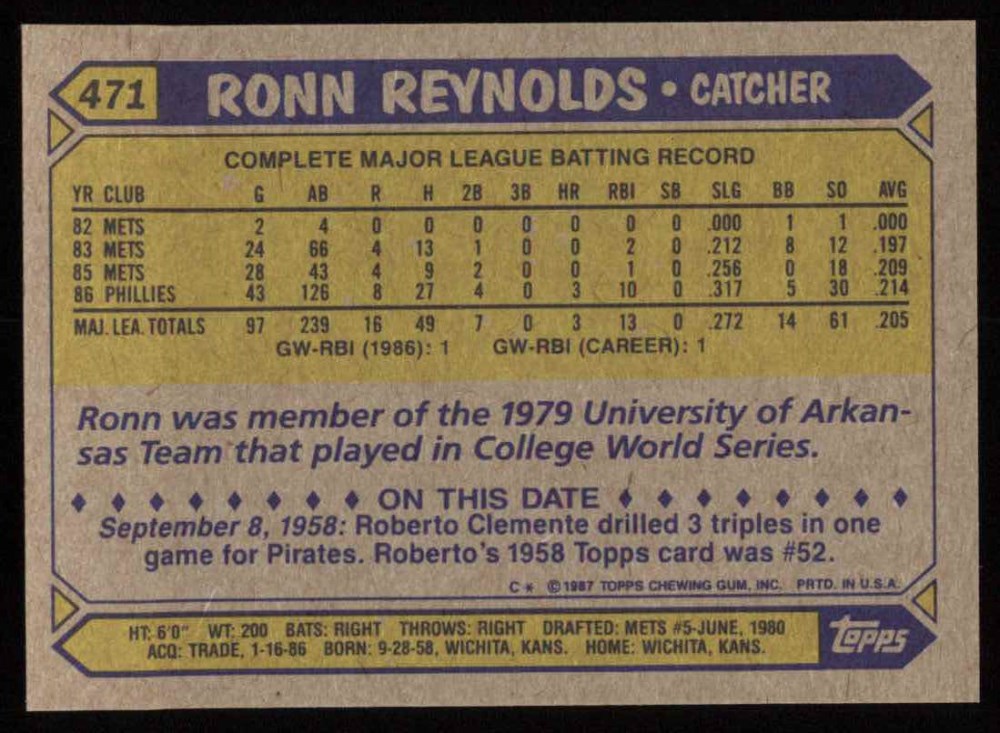 471 RONN REYNOLDS • CATCHER
COMPLETE MAJOR LEAGUE BATTING RECORD
YR CLUB G AB R H 2B 3B HR RBI SB SLG BB SO AVG
82 METS 2 4 0 0 0 0 0 0 0 .000 1 1 .000
83 METS 24 66 4 13 1 0 0 2 0 .212 8 12 .197
85 METS 28 43 4 9 2 0 0 1 0 .256 0 18 .209
86 PHILLIES 43 126 8 27 4 0 3 10 0 .317 5 30 .214
MAJ. LEA. TOTALS 97 239 16 49 7 0 3 13 0 .272 14 61 .205
GW-RBI (1986): 1 GW-RBI (CAREER): 1
Ronn was member of the 1979 University of Arkan-
sas Team that played in College World Series.
♦ ♦ ♦ ♦ ♦ ♦ ♦ ♦ ON THIS DATE ♦ ♦ ♦ ♦ ♦ ♦ ♦ ♦
September 8, 1958: Roberto Clemente drilled 3 triples in one
game for Pirates. Roberto's 1958 Topps card was #52.
C* ©1987 TOPPS CHEWING GUM, INC. PRTD. IN U.S.A.
HT: 6'0" WT: 200 BATS: RIGHT THROWS: RIGHT DRAFTED: METS #5-JUNE, 1980
ACQ: TRADE, 1-16-86 BORN: 9-28-58, WICHITA, KANS. HOME: WICHITA, KANS.
topps